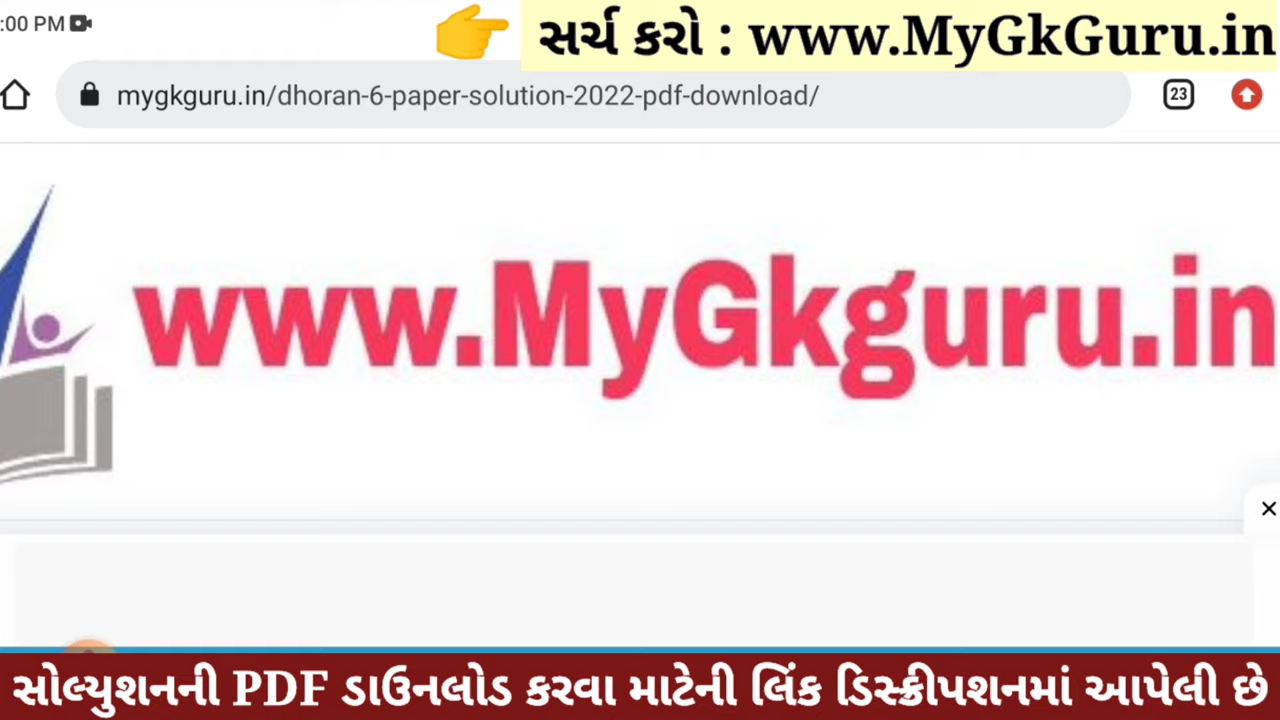 :00 PM
સર્ચ કરો : www.MyGkGuru.in
mygkguru.in/dhoran-6-paper-solution-2022-pdf-download/
23
www.MyGkguru.in
સોલ્યુશનની PDF ડાઉનલોડ કરવા માટેની લિંક ડિસ્ક્રીપશનમાં આપેલી છે